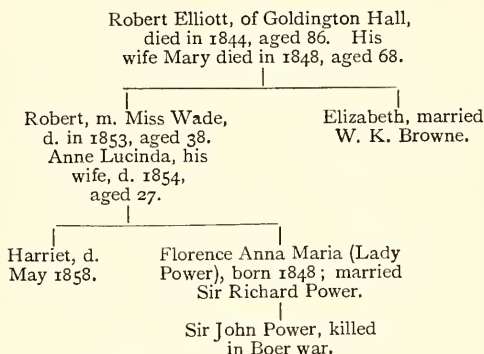 Robert Elliott, of Goldington Hall,
died in 1844, aged 86. His
wife Mary died in 1848, aged 68.
Robert, m. Miss Wade,
d. in 1853, aged 38.
Anne Lucinda, his
wife, d. 1854,
aged 27.
Elizabeth, married
W. K. Browne.
Harriet, d.
May 1858.
Florence Anna Maria (Lady
Power), born 1848; married
Sir Richard Power.
Sir John Power, killed
in Boer war.